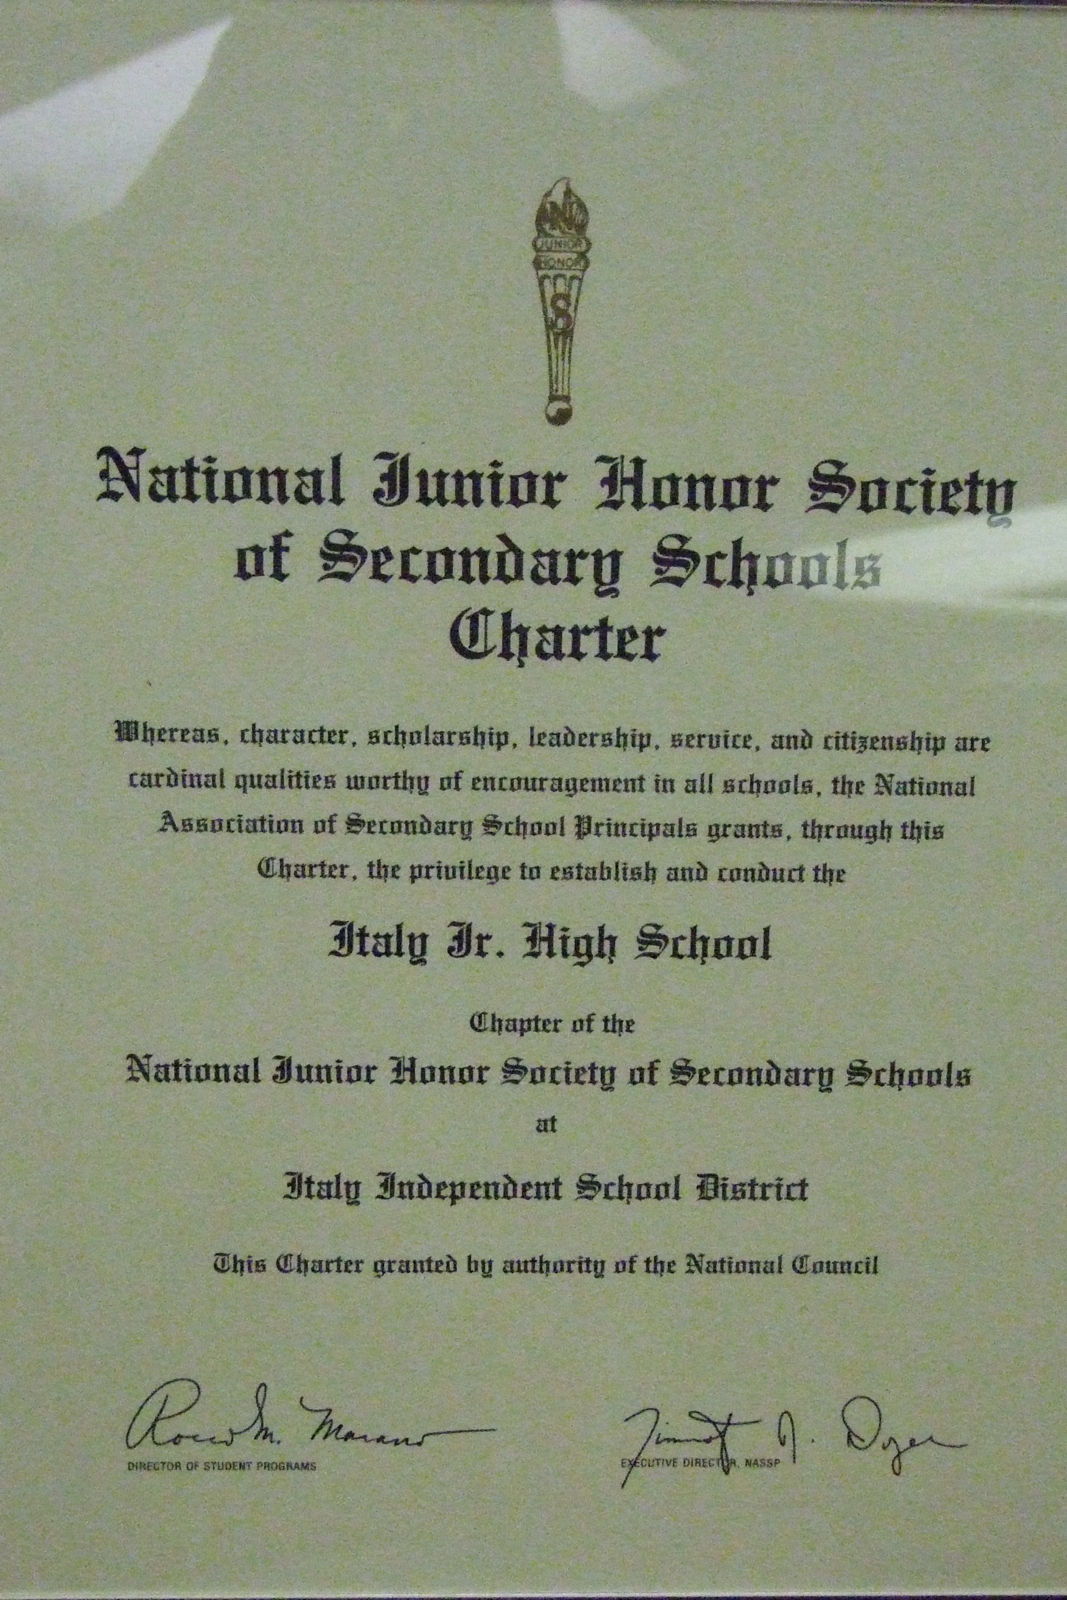 N
JUNIOR
HONOR
S
National Junior Honor Society
of Secondary Schools
Charter
Whereas, character, scholarship, leadership, service, and citizenship are
cardinal qualities worthy of encouragement in all schools, the National
Association of Secondary School Principals grants, through this
Charter, the privilege to establish and conduct the
Italy Jr. High School
Chapter of the
National Junior Honor Society of Secondary Schools
at
Italy Independent School District
This Charter granted by authority of the National Council
Rocco M. Marano
Timothy J. Dyer
DIRECTOR OF STUDENT PROGRAMS
EXECUTIVE DIRECTOR, NASSP